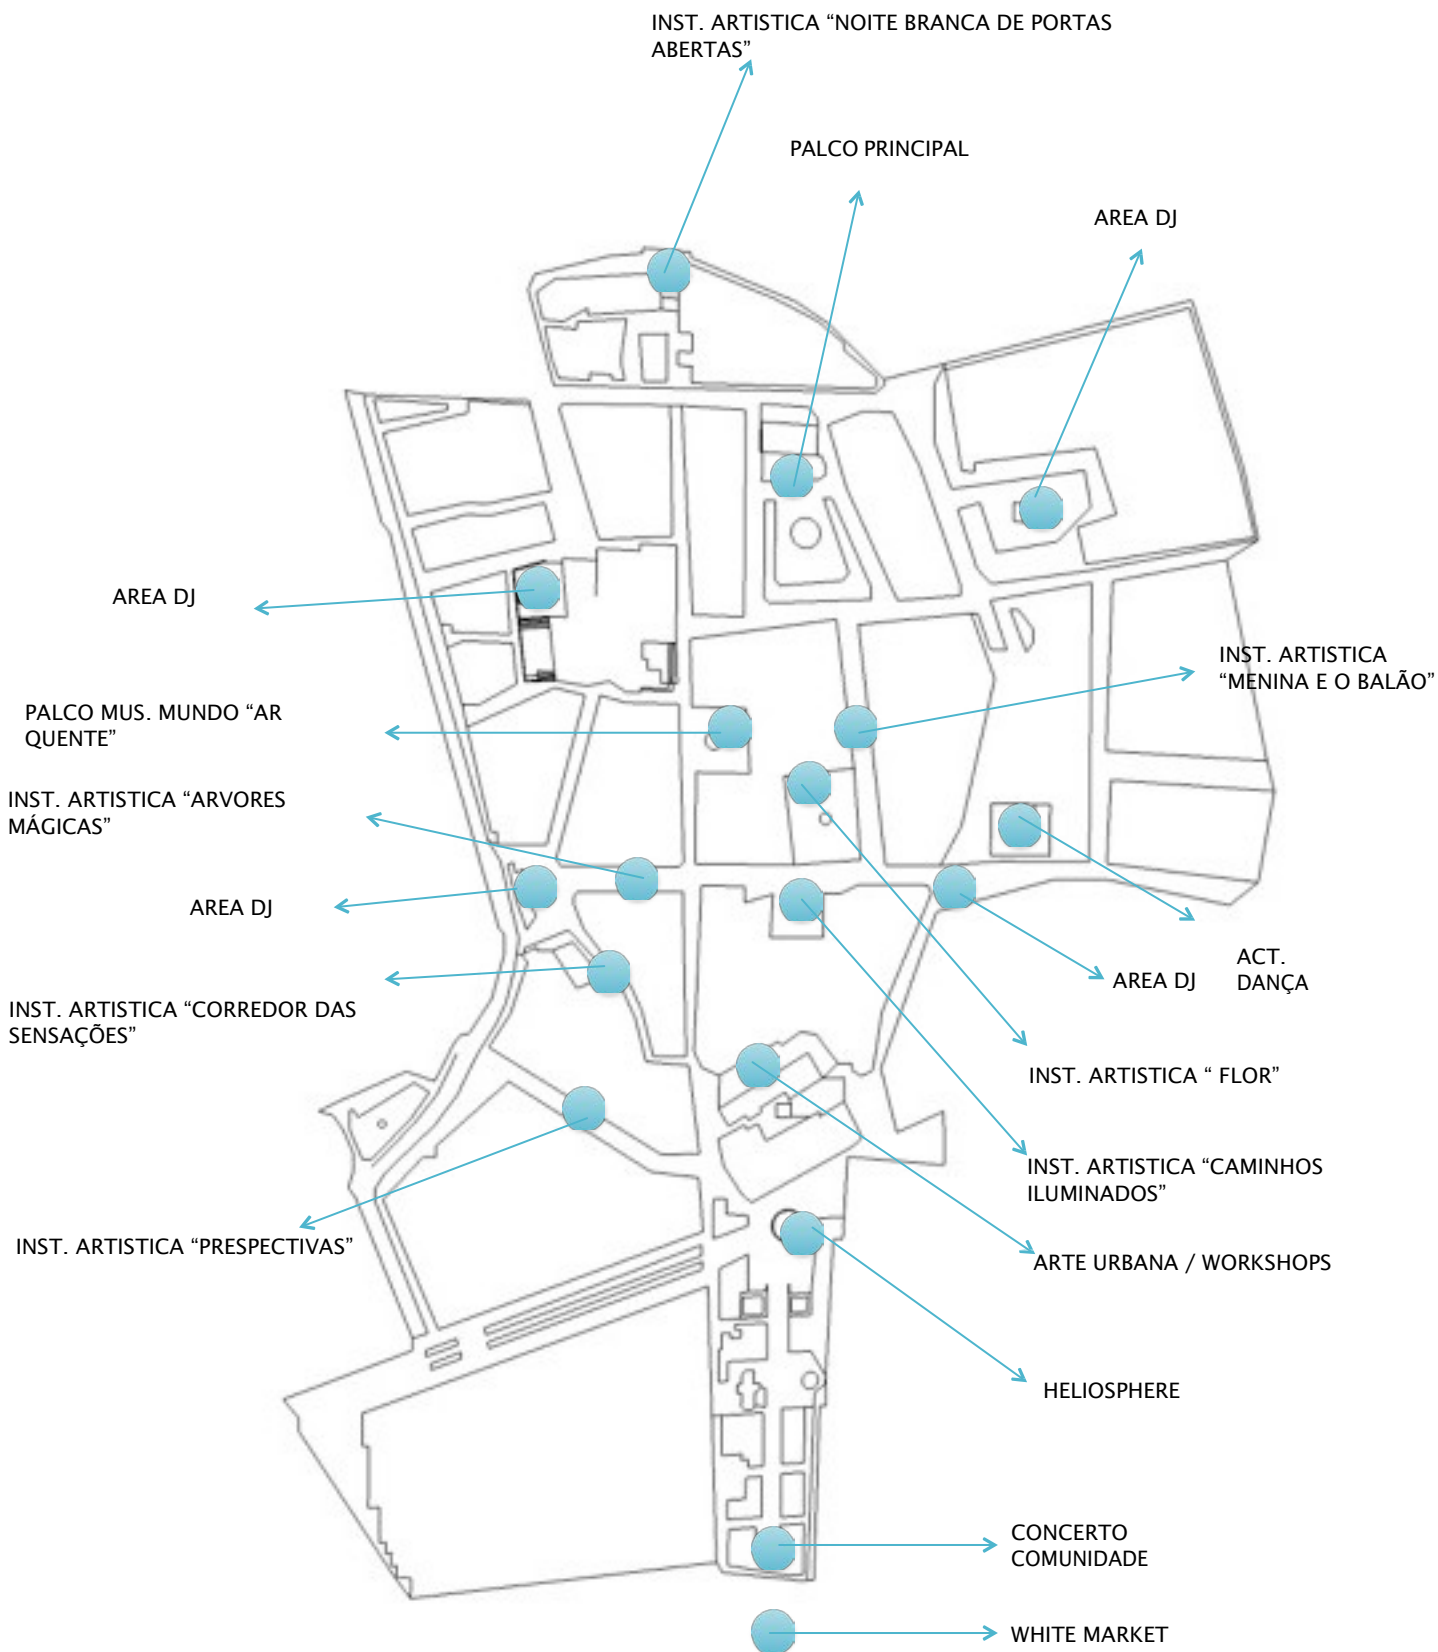 INST. ARTISTICA “NOITE BRANCA DE PORTAS
ABERTAS”
PALCO PRINCIPAL
AREA DJ
AREA DJ
INST. ARTISTICA
“MENINA E O BALÃO”
PALCO MUS. MUNDO “AR
QUENTE”
INST. ARTISTICA “ARVORES
MÁGICAS”
AREA DJ
ACT.
DANÇA
AREA DJ
INST. ARTISTICA “CORREDOR DAS
SENSAÇÕES”
INST. ARTISTICA “ FLOR”
INST. ARTISTICA “CAMINHOS
ILUMINADOS”
INST. ARTISTICA “PRESPECTIVAS”
ARTE URBANA / WORKSHOPS
HELIOSPHERE
CONCERTO
COMUNIDADE
WHITE MARKET